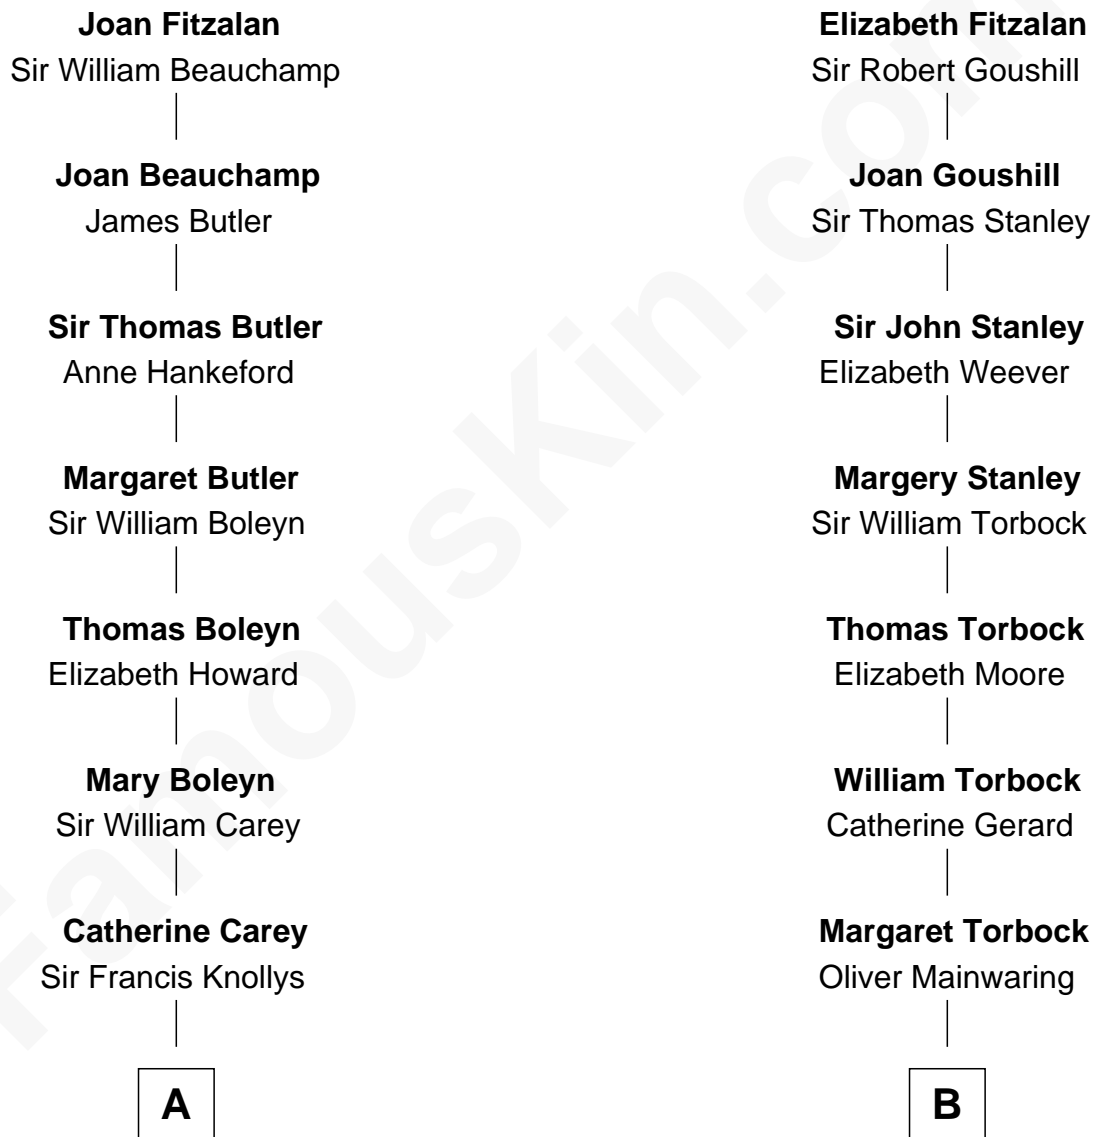 Joan Fitzalan
Sir William Beauchamp
Joan Beauchamp
James Butler
Sir Thomas Butler
Anne Hankeford
Margaret Butler
Sir William Boleyn
Thomas Boleyn
Elizabeth Howard
Mary Boleyn
Sir William Carey
Catherine Carey
Sir Francis Knollys
A
Elizabeth Fitzalan
Sir Robert Goushill
Joan Goushill
Sir Thomas Stanley
Sir John Stanley
Elizabeth Weever
Margery Stanley
Sir William Torbock
Thomas Torbock
Elizabeth Moore
William Torbock
Catherine Gerard
Margaret Torbock
Oliver Mainwaring
B
FamousKin.com